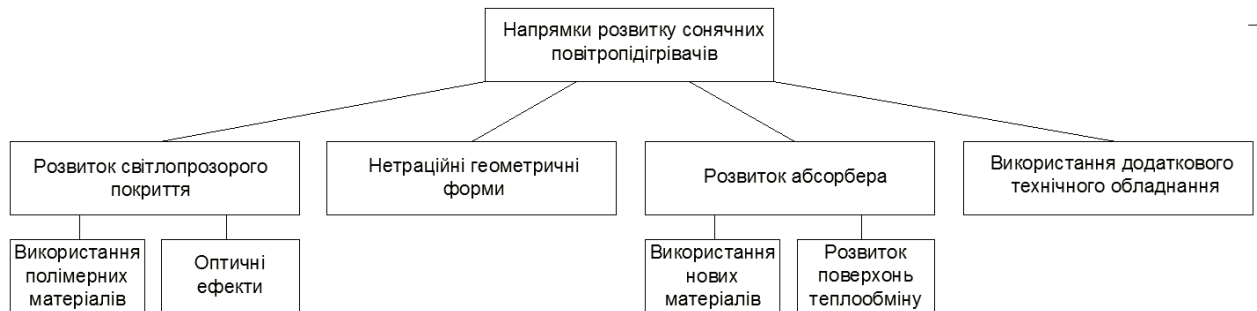 Напрямки розвитку сонячних
повітропідігрівачів
Розвиток світлопрозорого
покриття
Нетраційні геометричні
форми
Розвиток абсорбера
Використання додаткового
технічного обладнання
Використання
полімерних
матеріалів
Оптичні
ефекти
Використання
нових
матеріалів
Розвиток
поверхонь
теплообміну